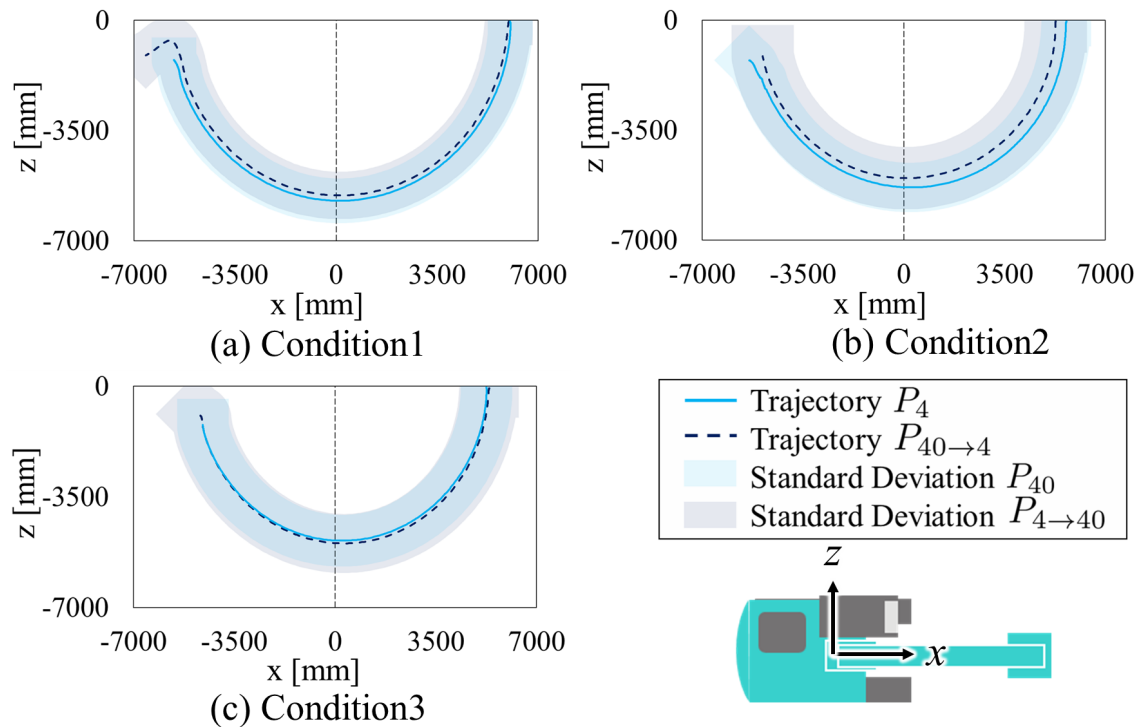 0
-3500
-7000
z [mm]
-7000 -3500 0 3500 7000
x [mm]
(a) Condition1
0
-3500
-7000
z [mm]
-7000 -3500 0 3500 7000
x [mm]
(b) Condition2
0
-3500
-7000
z [mm]
-7000 -3500 0 3500 7000
x [mm]
(c) Condition3
Trajectory P₄
Trajectory P₄₀→₄
Standard Deviation P₄₀
Standard Deviation P₄→₄₀
z
x